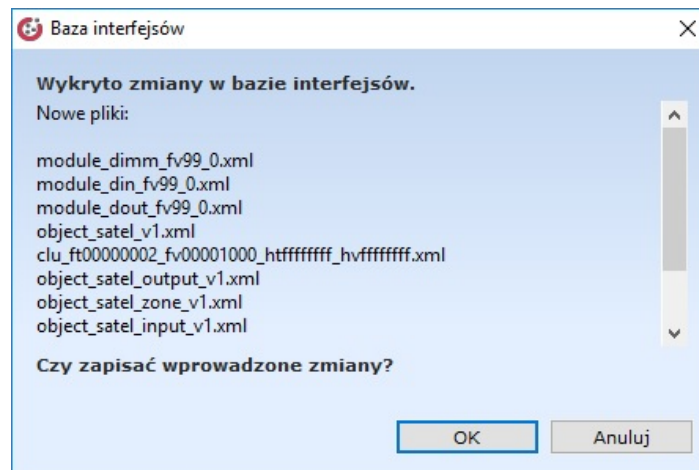 Baza interfejsów
Wykryto zmiany w bazie interfejsów.
Nowe pliki:
module_dimm_fv99_0.xml
module_din_fv99_0.xml
module_dout_fv99_0.xml
object_satel_v1.xml
clu_ft00000002_fv00001000_htffffffff_hvffffffff.xml
object_satel_output_v1.xml
object_satel_zone_v1.xml
object_satel_input_v1.xml
Czy zapisać wprowadzone zmiany?
OK Anuluj